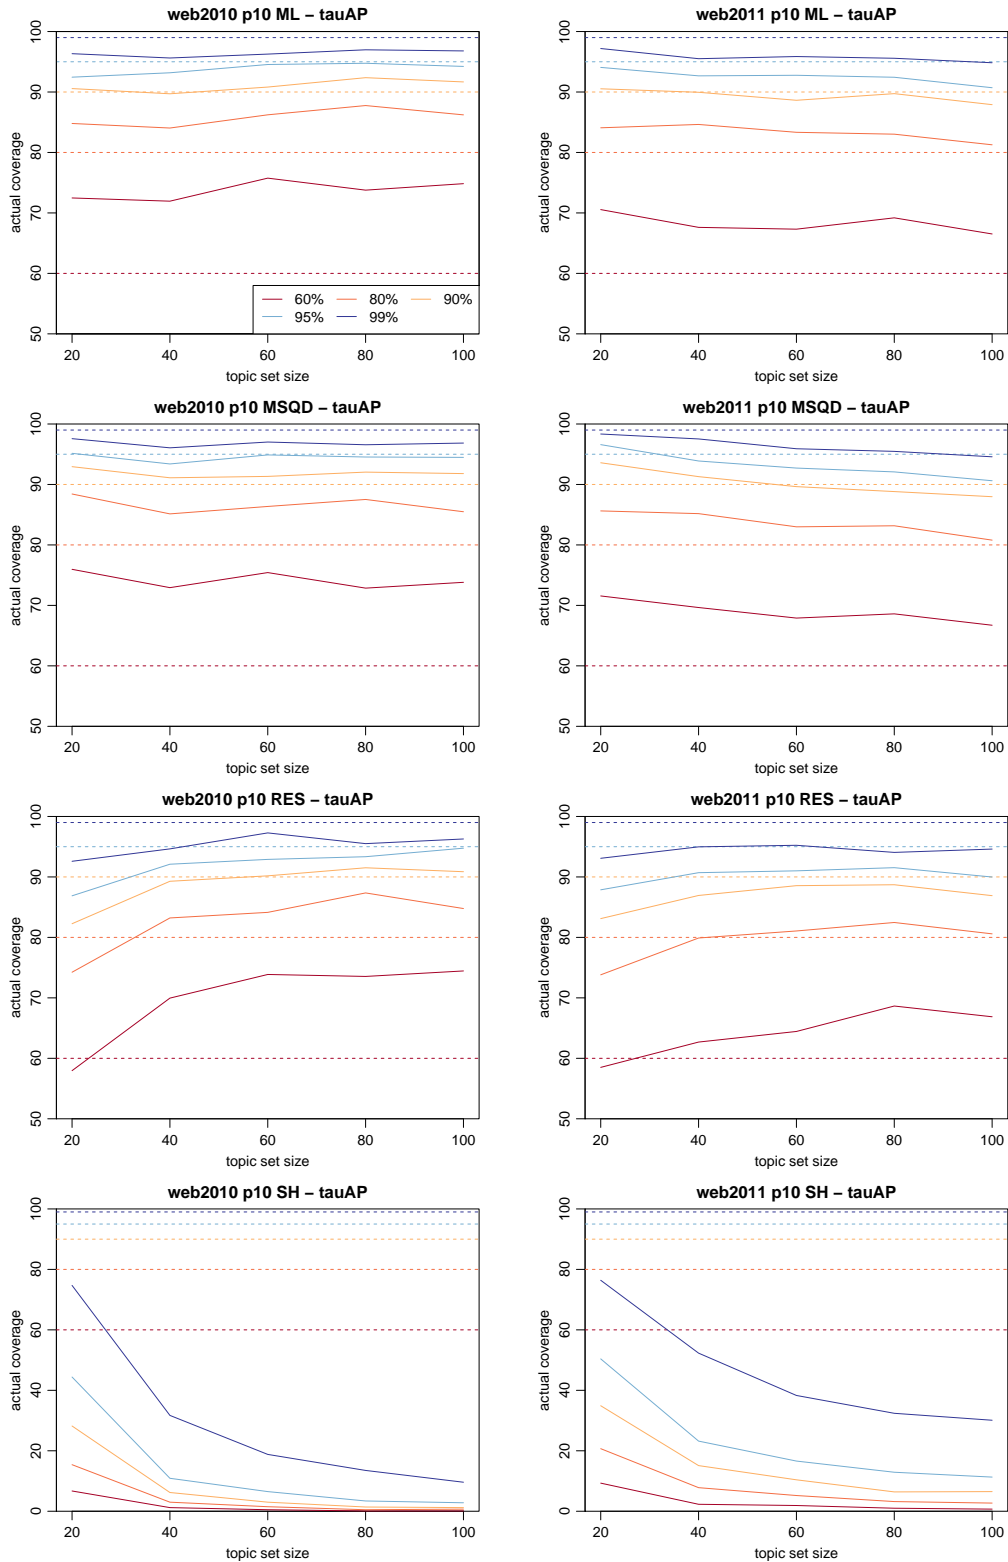 web2010 p10 ML – tauAP
actual coverage
50 60 70 80 90 100
60% 80% 90%
95% 99%
20 40 60 80 100
topic set size
web2011 p10 ML – tauAP
actual coverage
50 60 70 80 90 100
20 40 60 80 100
topic set size
web2010 p10 MSQD – tauAP
actual coverage
50 60 70 80 90 100
20 40 60 80 100
topic set size
web2011 p10 MSQD – tauAP
actual coverage
50 60 70 80 90 100
20 40 60 80 100
topic set size
web2010 p10 RES – tauAP
actual coverage
50 60 70 80 90 100
20 40 60 80 100
topic set size
web2011 p10 RES – tauAP
actual coverage
50 60 70 80 90 100
20 40 60 80 100
topic set size
web2010 p10 SH – tauAP
actual coverage
0 20 40 60 80 100
20 40 60 80 100
topic set size
web2011 p10 SH – tauAP
actual coverage
0 20 40 60 80 100
20 40 60 80 100
topic set size